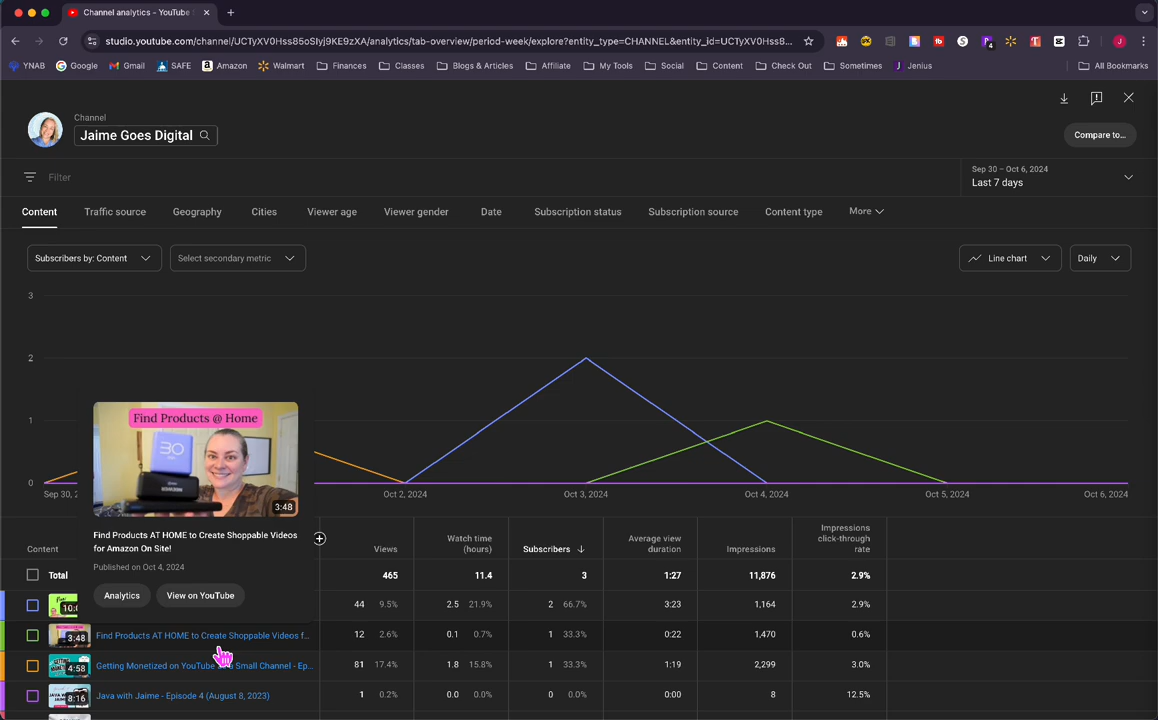 Channel analytics - YouTube
studio.youtube.com/channel/UCTyXV0Hss85oSIyj9KE9zXA/analytics/tab-overview/period-week/explore?entity_type=CHANNEL&entity_id=UCTyXV0Hss8...
YNAB Google Gmail SAFE Amazon Walmart Finances Classes Blogs & Articles Affiliate My Tools Social Content Check Out Sometimes Jenius All Bookmarks
Channel
Jaime Goes Digital
Compare to...
Filter
Sep 30 – Oct 6, 2024
Last 7 days
Content Traffic source Geography Cities Viewer age Viewer gender Date Subscription status Subscription source Content type More
Subscribers by: Content Select secondary metric Line chart Daily
3
2
1
0
Sep 30, 2 Oct 2, 2024 Oct 3, 2024 Oct 4, 2024 Oct 5, 2024 Oct 6, 2024
Find Products @ Home
30
3:48
Find Products AT HOME to Create Shoppable Videos
for Amazon On Site!
Published on Oct 4, 2024
Analytics View on YouTube
Content Views Watch time (hours) Subscribers Average view duration Impressions Impressions click-through rate
Total 465 11.4 3 1:27 11,876 2.9%
10:0 44 9.5% 2.5 21.9% 2 66.7% 3:23 1,164 2.9%
3:48 Find Products AT HOME to Create Shoppable Videos f... 12 2.6% 0.1 0.7% 1 33.3% 0:22 1,470 0.6%
4:58 Getting Monetized on YouTube Small Channel - Ep... 81 17.4% 1.8 15.8% 1 33.3% 1:19 2,299 3.0%
8:16 Java with Jaime - Episode 4 (August 8, 2023) 1 0.2% 0.0 0.0% 0 0.0% 0:00 8 12.5%